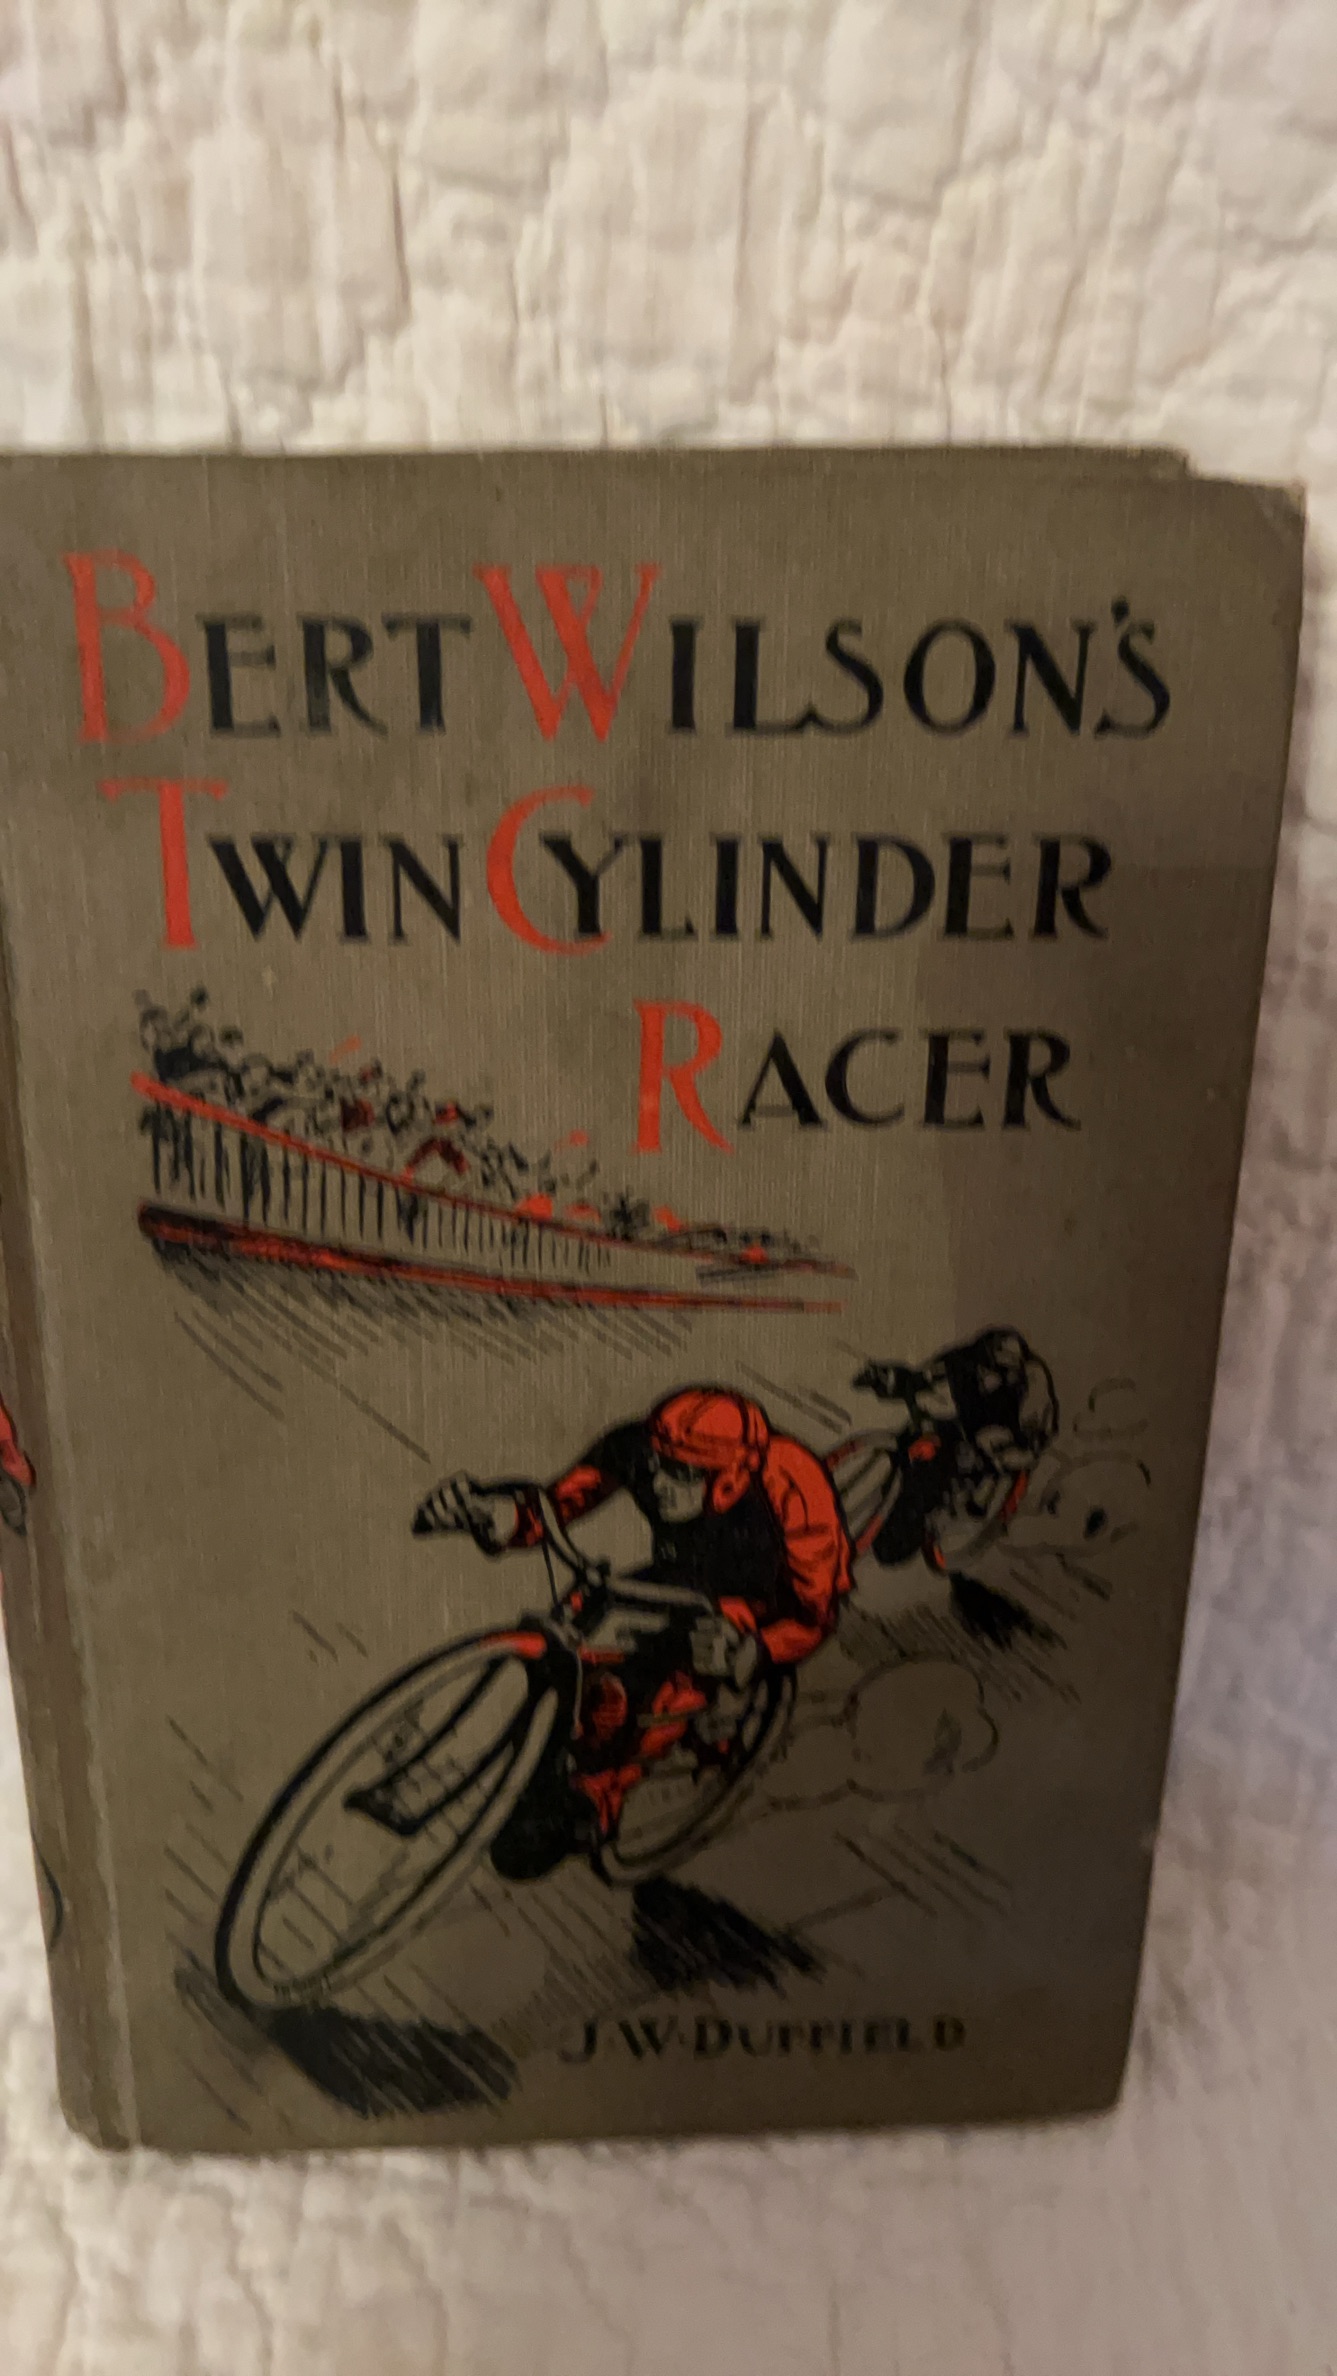 BERT WILSON'S
TWIN CYLINDER
RACER
J.W.DUFFIELD